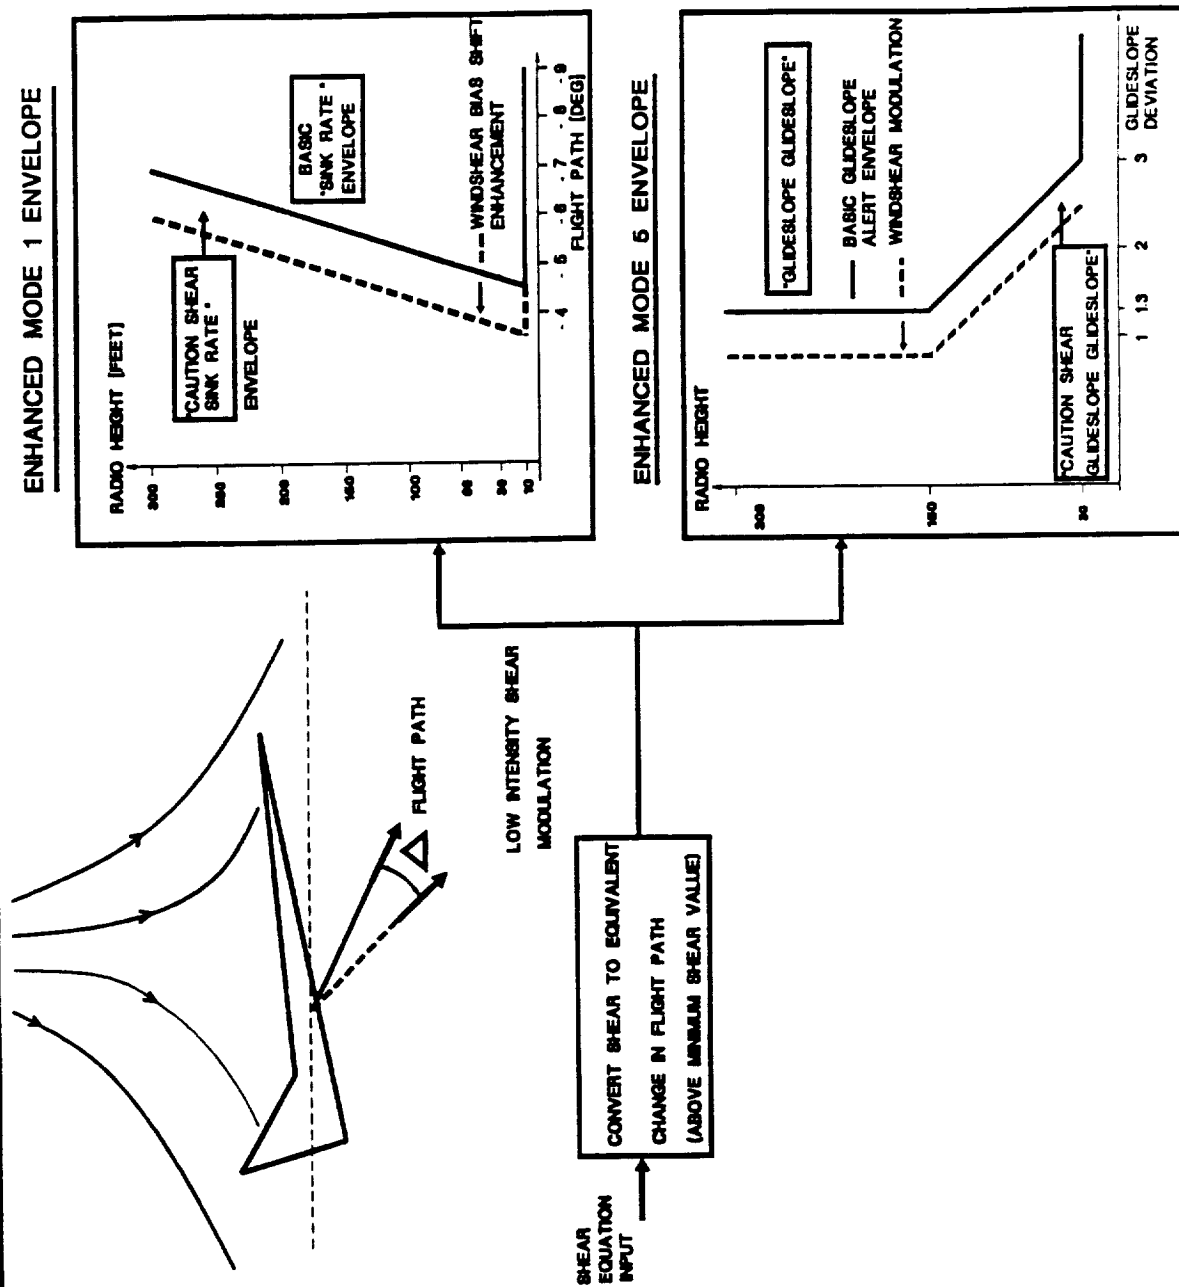 ENHANCED MODE 1 ENVELOPE
RADIO HEIGHT [FEET]
300
250
200
150
100
30
10
"CAUTION SHEAR
SINK RATE"
ENVELOPE
BASIC
"SINK RATE"
ENVELOPE
WINDSHEAR BIAS SHIFT
ENHANCEMENT
- 4
- 5
- 6
- 7
- 8
- 9
FLIGHT PATH [DEG]
FLIGHT PATH
LOW INTENSITY SHEAR
MODULATION
SHEAR
EQUATION
INPUT
CONVERT SHEAR TO EQUIVALENT
CHANGE IN FLIGHT PATH
(ABOVE MINIMUM SHEAR VALUE)
ENHANCED MODE 5 ENVELOPE
RADIO HEIGHT
150
30
"GLIDESLOPE GLIDESLOPE"
BASIC GLIDESLOPE
ALERT ENVELOPE
WINDSHEAR MODULATION
"CAUTION SHEAR
GLIDESLOPE GLIDESLOPE"
1
1.3
2
3
GLIDESLOPE
DEVIATION